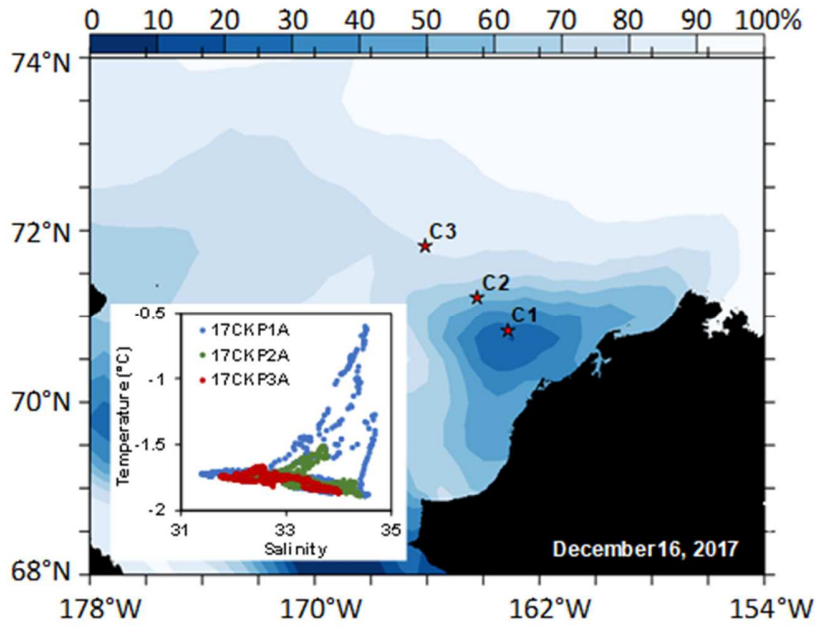 0 10 20 30 40 50 60 70 80 90 100%
74°N
72°N
C3
C2
C1
-0.5
17CKP1A
17CKP2A
17CKP3A
-1
-1.5
-2
Temperature (°C)
70°N
31 33 35
Salinity
December 16, 2017
68°N
178°W 170°W 162°W 154°W